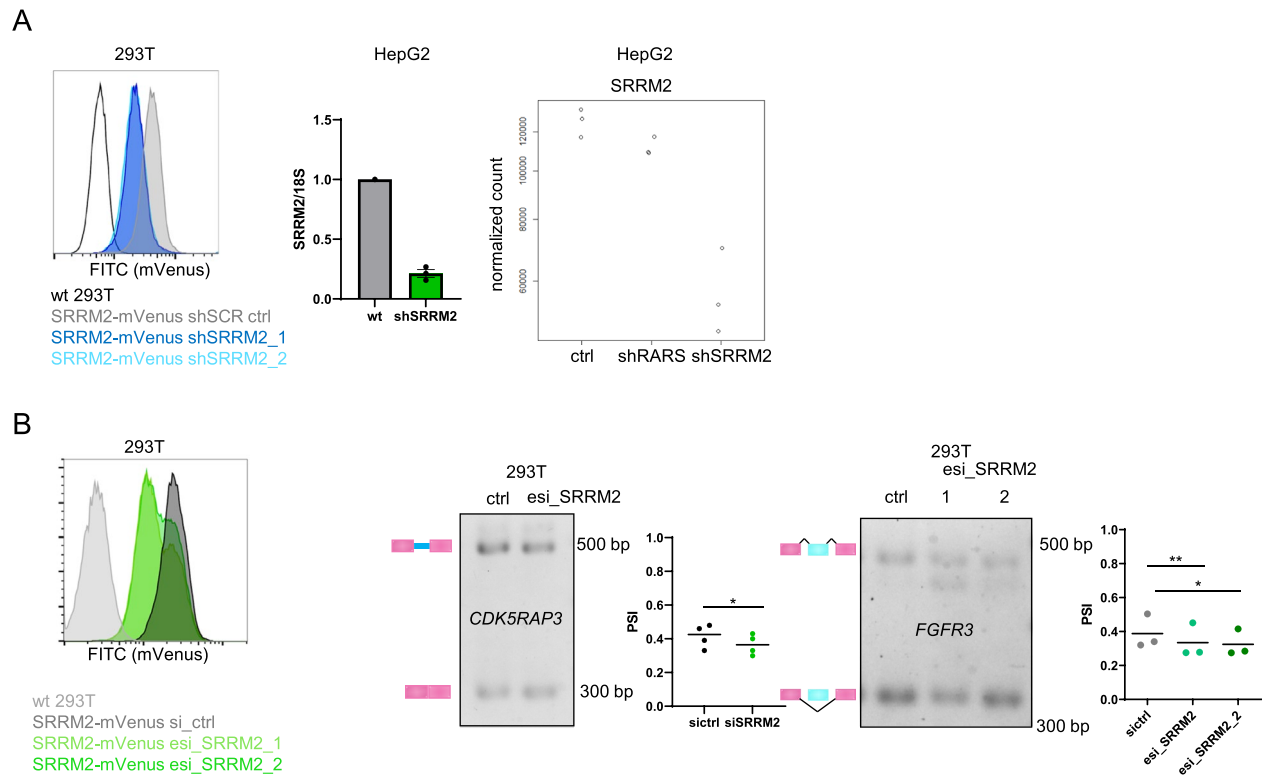 A
293T
FITC (mVenus)
wt 293T
SRRM2-mVenus shSCR ctrl
SRRM2-mVenus shSRRM2_1
SRRM2-mVenus shSRRM2_2
HepG2
1.5
1.0
0.5
0.0
SRRM2/18S
wt
shSRRM2
HepG2
SRRM2
120000
100000
80000
60000
normalized count
ctrl
shRARS
shSRRM2
B
293T
FITC (mVenus)
wt 293T
SRRM2-mVenus si_ctrl
SRRM2-mVenus esi_SRRM2_1
SRRM2-mVenus esi_SRRM2_2
293T
ctrl esi_SRRM2
500 bp
CDK5RAP3
300 bp
1.0
0.8
0.6
0.4
0.2
0.0
PSI
*
sictrl siSRRM2
293T
esi_SRRM2
ctrl 1 2
500 bp
FGFR3
300 bp
1.0
0.8
0.6
0.4
0.2
0.0
PSI
**
*
sictrl
esi_SRRM2
esi_SRRM2_2